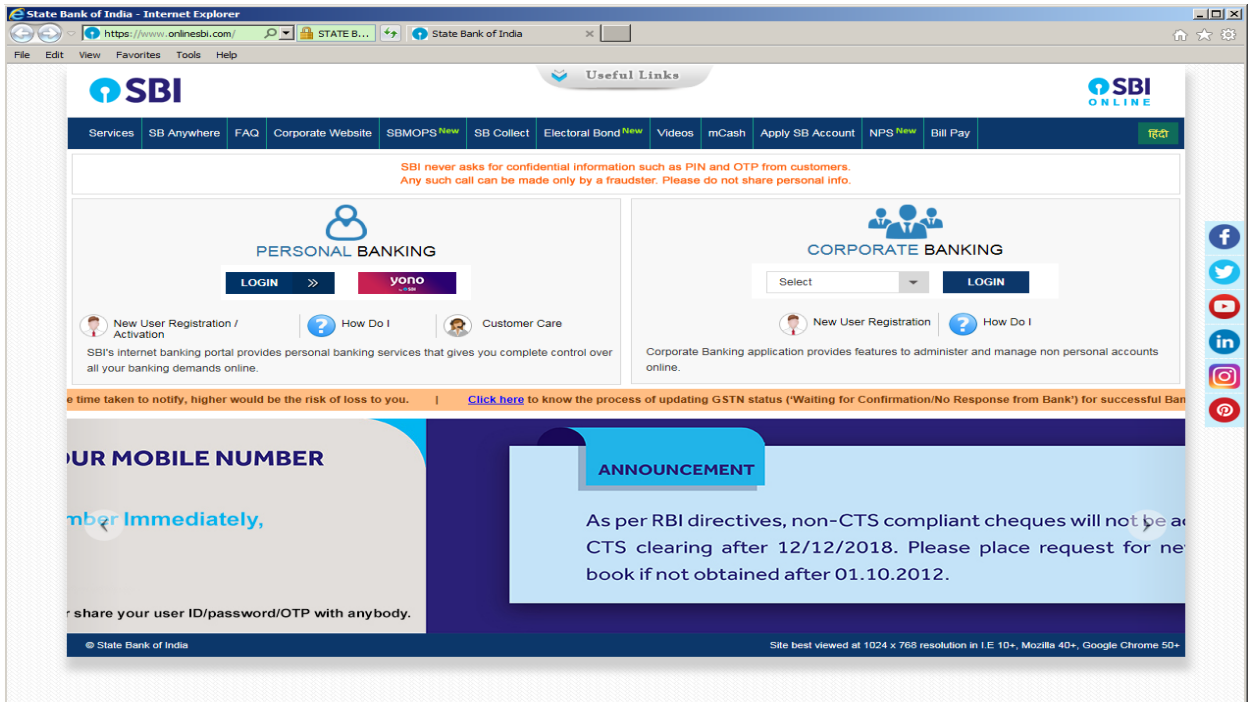 State Bank of India - Internet Explorer
https://www.onlinesbi.com/
STATE B...
State Bank of India
File Edit View Favorites Tools Help
SBI
Useful Links
SBI
ONLINE
Services SB Anywhere FAQ Corporate Website SBMOPS New SB Collect Electoral Bond New Videos mCash Apply SB Account NPS New Bill Pay हिंदी
SBI never asks for confidential information such as PIN and OTP from customers.
Any such call can be made only by a fraudster. Please do not share personal info.
PERSONAL BANKING
LOGIN »
yono
by SBI
New User Registration /
Activation
How Do I
Customer Care
SBI's internet banking portal provides personal banking services that gives you complete control over
all your banking demands online.
CORPORATE BANKING
Select
LOGIN
New User Registration
How Do I
Corporate Banking application provides features to administer and manage non personal accounts
online.
e time taken to notify, higher would be the risk of loss to you. | Click here to know the process of updating GSTN status (‘Waiting for Confirmation/No Response from Bank’) for successful Ban
OUR MOBILE NUMBER
mber Immediately,
r share your user ID/password/OTP with anybody.
ANNOUNCEMENT
As per RBI directives, non-CTS compliant cheques will not be a
CTS clearing after 12/12/2018. Please place request for ne
book if not obtained after 01.10.2012.
© State Bank of India
Site best viewed at 1024 x 768 resolution in I.E 10+, Mozilla 40+, Google Chrome 50+